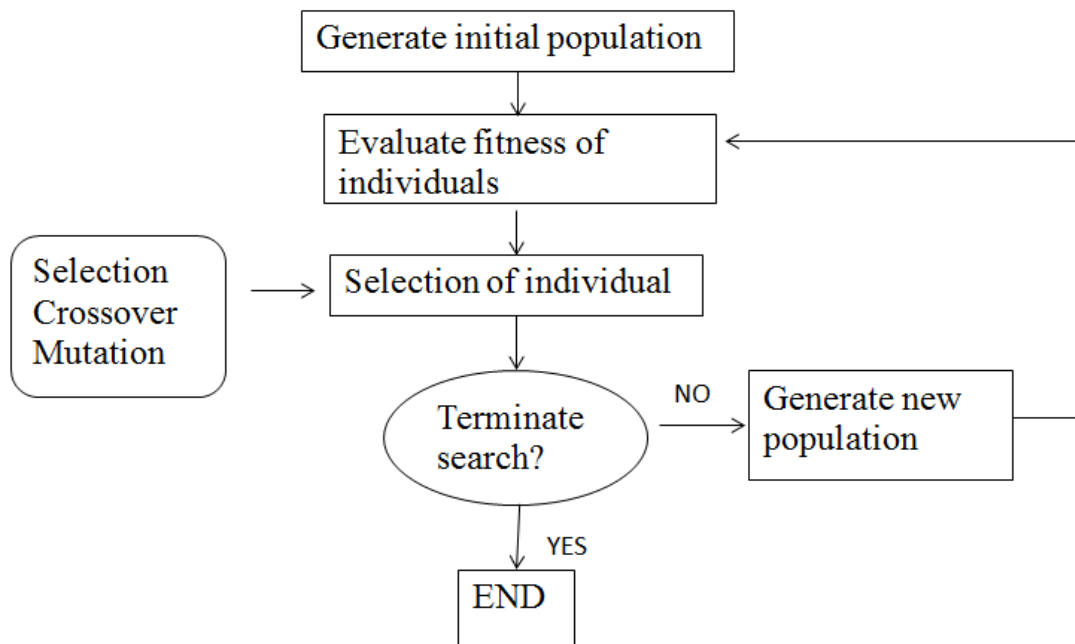 Generate initial population
Evaluate fitness of
individuals
Selection
Crossover
Mutation
Selection of individual
Terminate
search?
NO
Generate new
population
YES
END